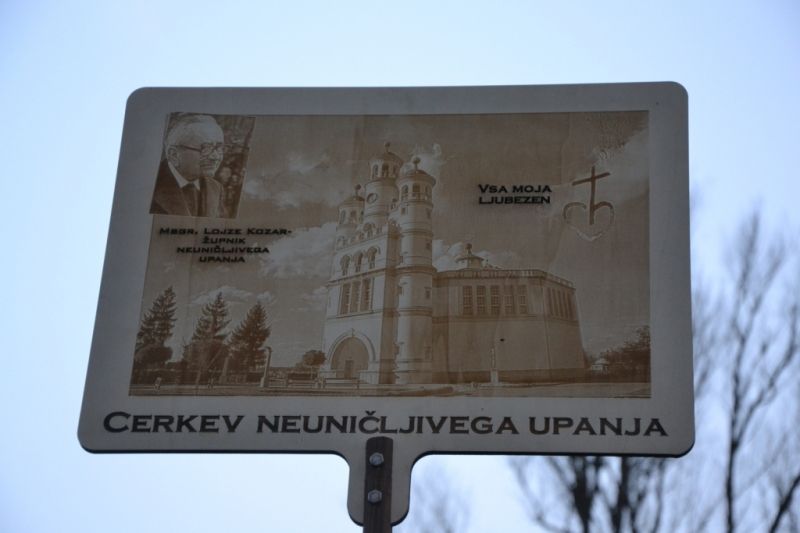 Msgr. Lojze Kozar-
župnik
neuničljivega
upanja
Vsa moja
ljubezen
Cerkev neuničljivega upanja